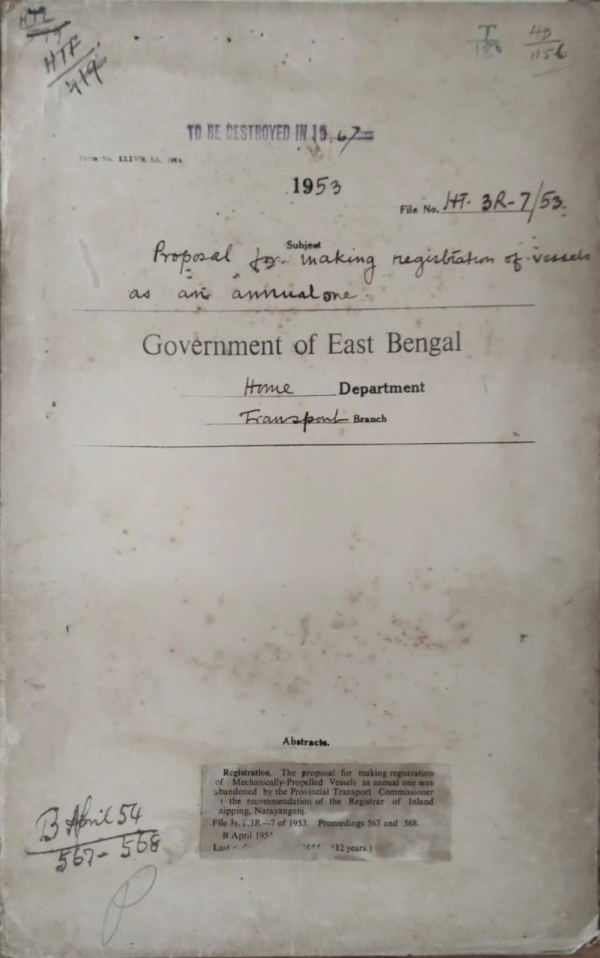 HTF
419
T
HD
1156
TO BE DESTROYED IN 19 67
Form No.
1953
File No. HT. 3R-7/53.
Subject
Proposal for making registration of vessels
as an annual one.
Government of East Bengal
Home Department
Transport Branch
Abstracts.
Registration. The proposal for making registration
of Mechanically-Propelled Vessels as annual one was
abandoned by the Provincial Transport Commissioner
the recommendation of the Registrar of Inland
hipping, Narayanganj.
File 3R—7 of 1953. Proceedings 567 and 568.
B April 195
(12 years.)
B April 54
567-568